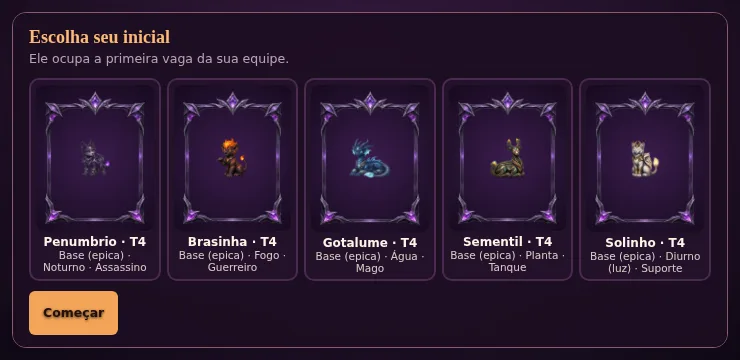 Escolha seu inicial
Ele ocupa a primeira vaga da sua equipe.
Penumbrio · T4
Base (epica) ·
Noturno · Assassino
Brasinha · T4
Base (epica) · Fogo ·
Guerreiro
Gotalume · T4
Base (epica) · Água ·
Mago
Sementil · T4
Base (epica) · Planta ·
Tanque
Solinho · T4
Base (epica) · Diurno
(luz) · Suporte
Começar